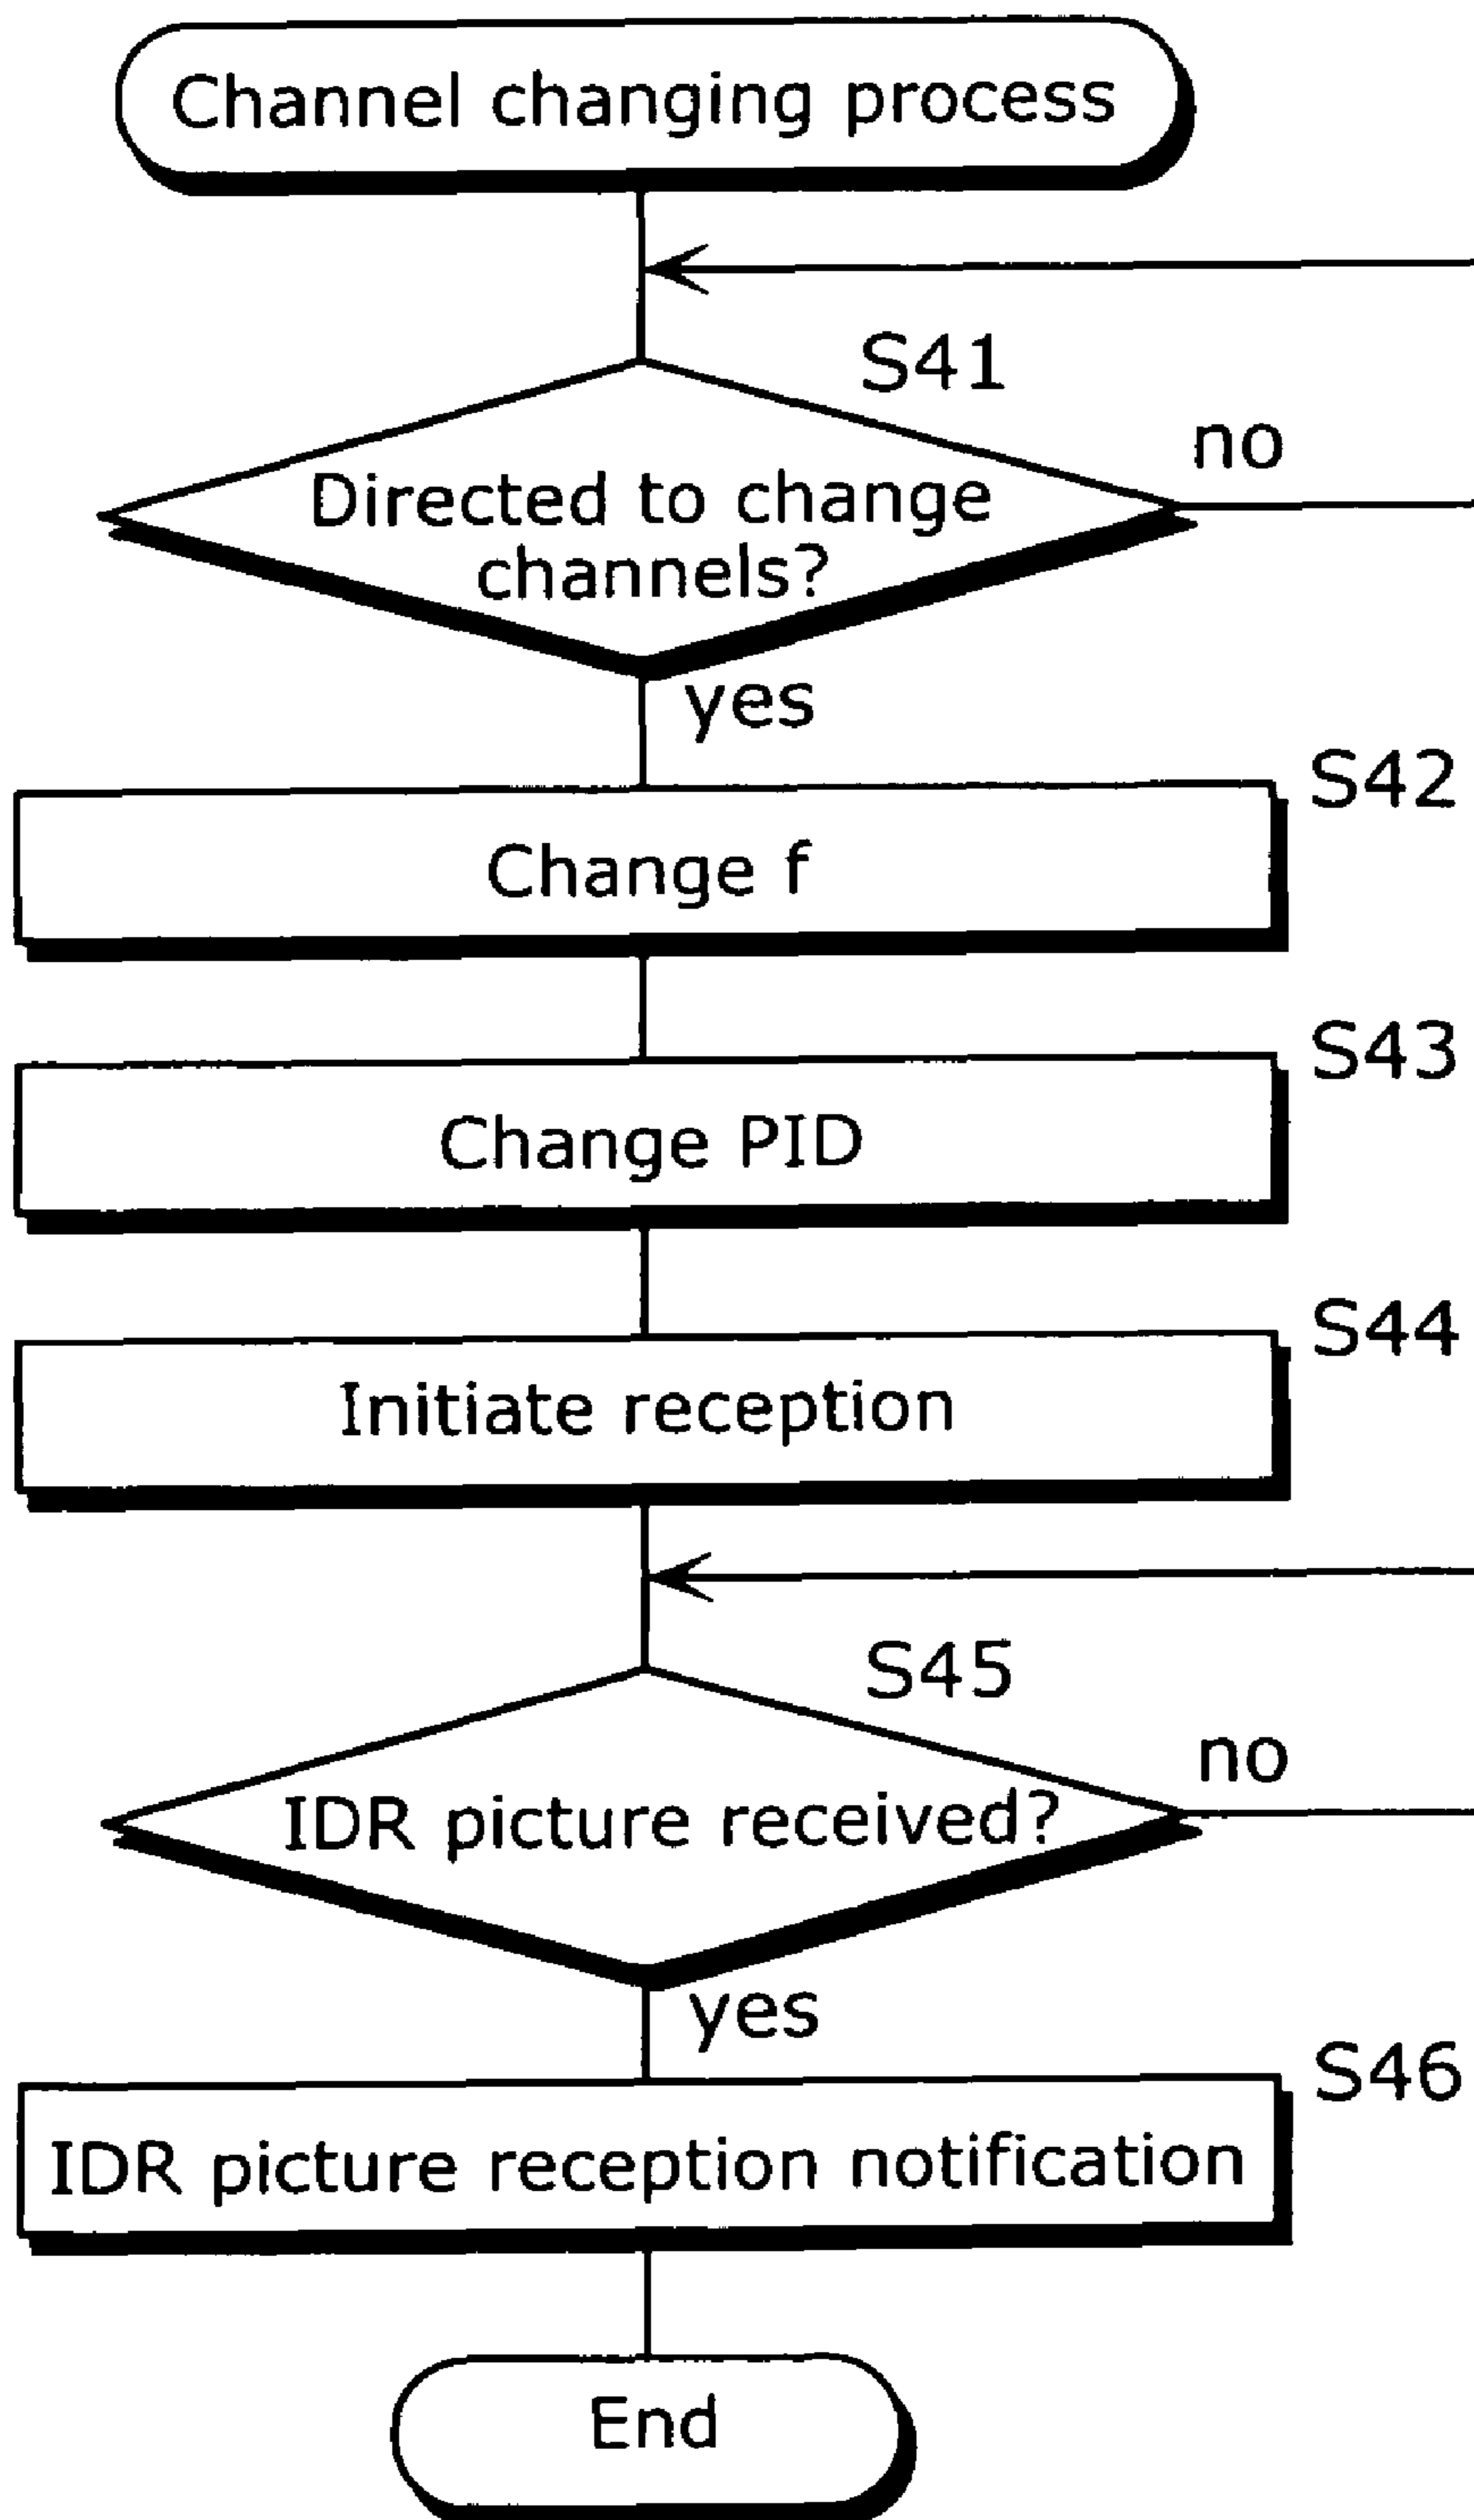 Channel changing process
S41
no
Directed to change
channels?
yes
S42
Change f
S43
Change PID
S44
Initiate reception
S45
no
IDR picture received?
yes
S46
IDR picture reception notification
End